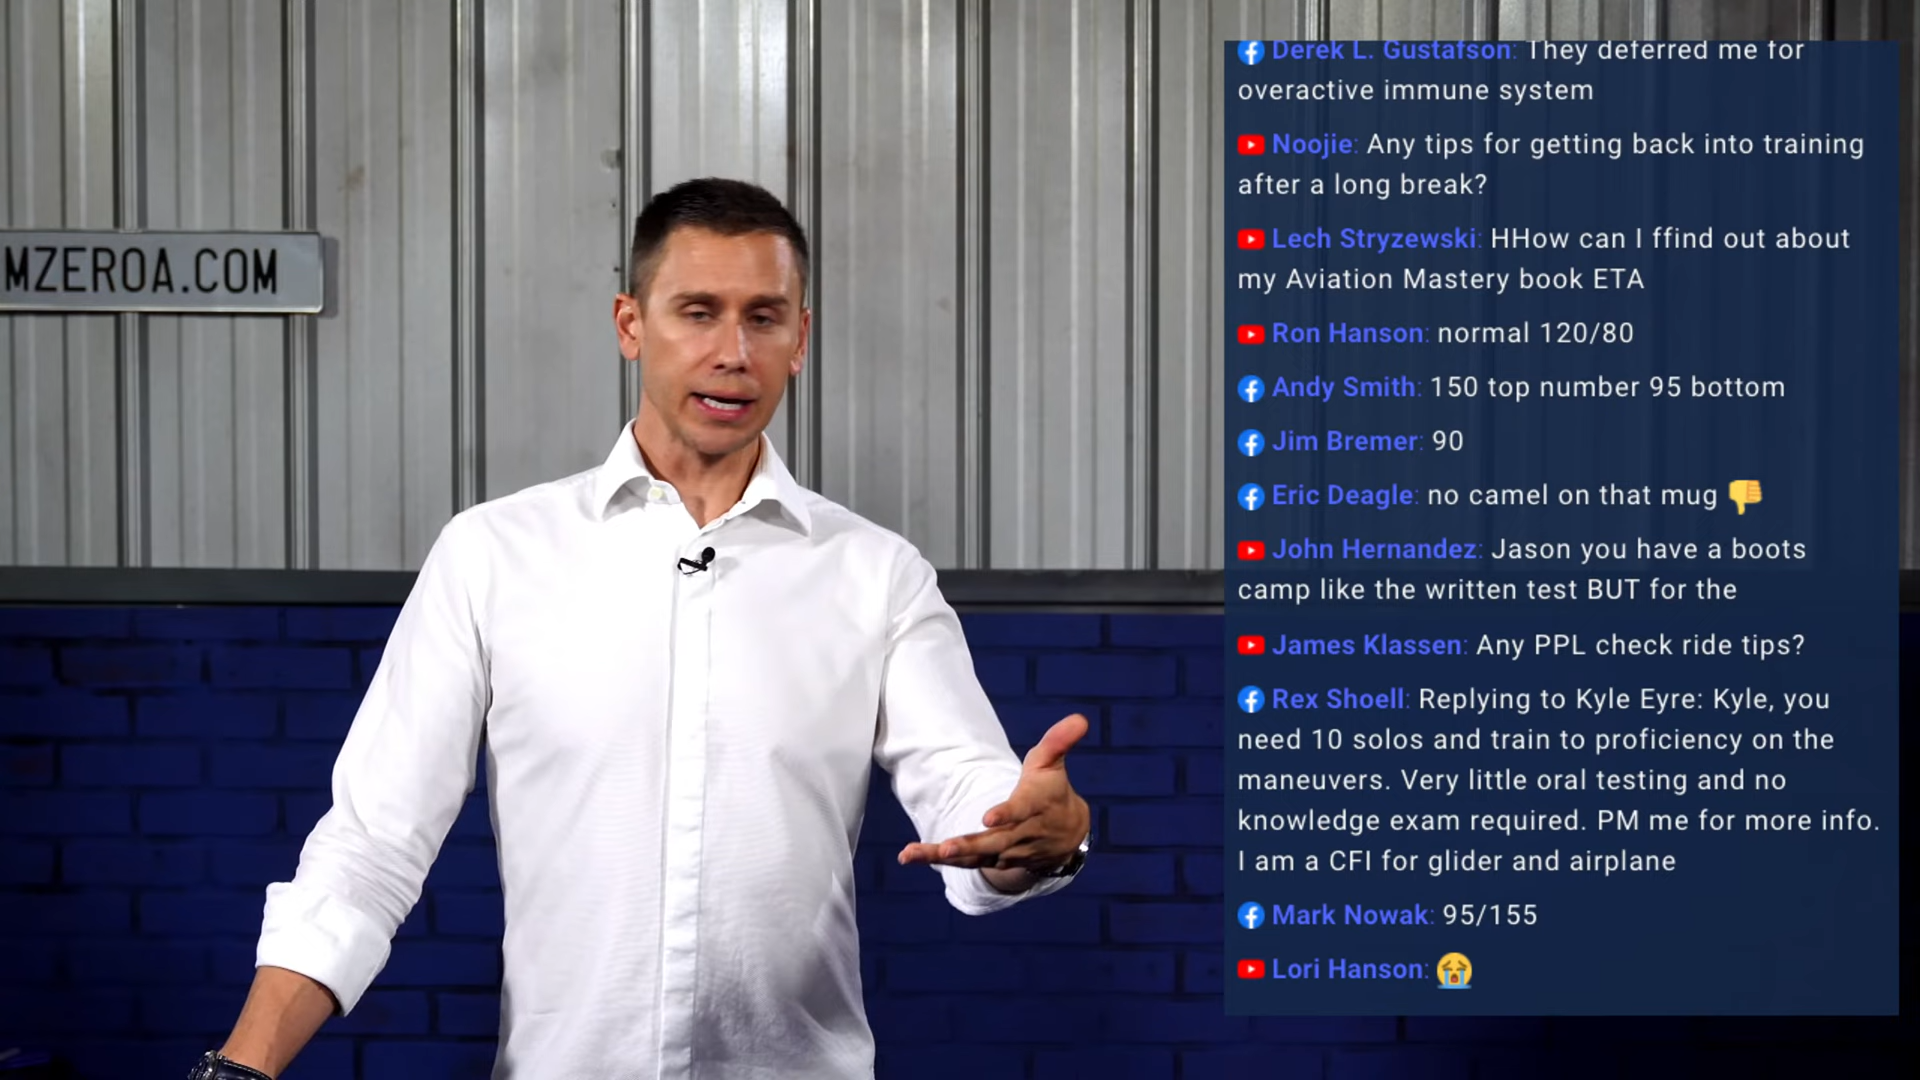 MZEROA.COM
Derek L. Gustafson: They deferred me for
overactive immune system
Noojie: Any tips for getting back into training
after a long break?
Lech Stryzewski: HHow can I ffind out about
my Aviation Mastery book ETA
Ron Hanson: normal 120/80
Andy Smith: 150 top number 95 bottom
Jim Bremer: 90
Eric Deagle: no camel on that mug 👎
John Hernandez: Jason you have a boots
camp like the written test BUT for the
James Klassen: Any PPL check ride tips?
Rex Shoell: Replying to Kyle Eyre: Kyle, you
need 10 solos and train to proficiency on the
maneuvers. Very little oral testing and no
knowledge exam required. PM me for more info.
I am a CFI for glider and airplane
Mark Nowak: 95/155
Lori Hanson: 😭